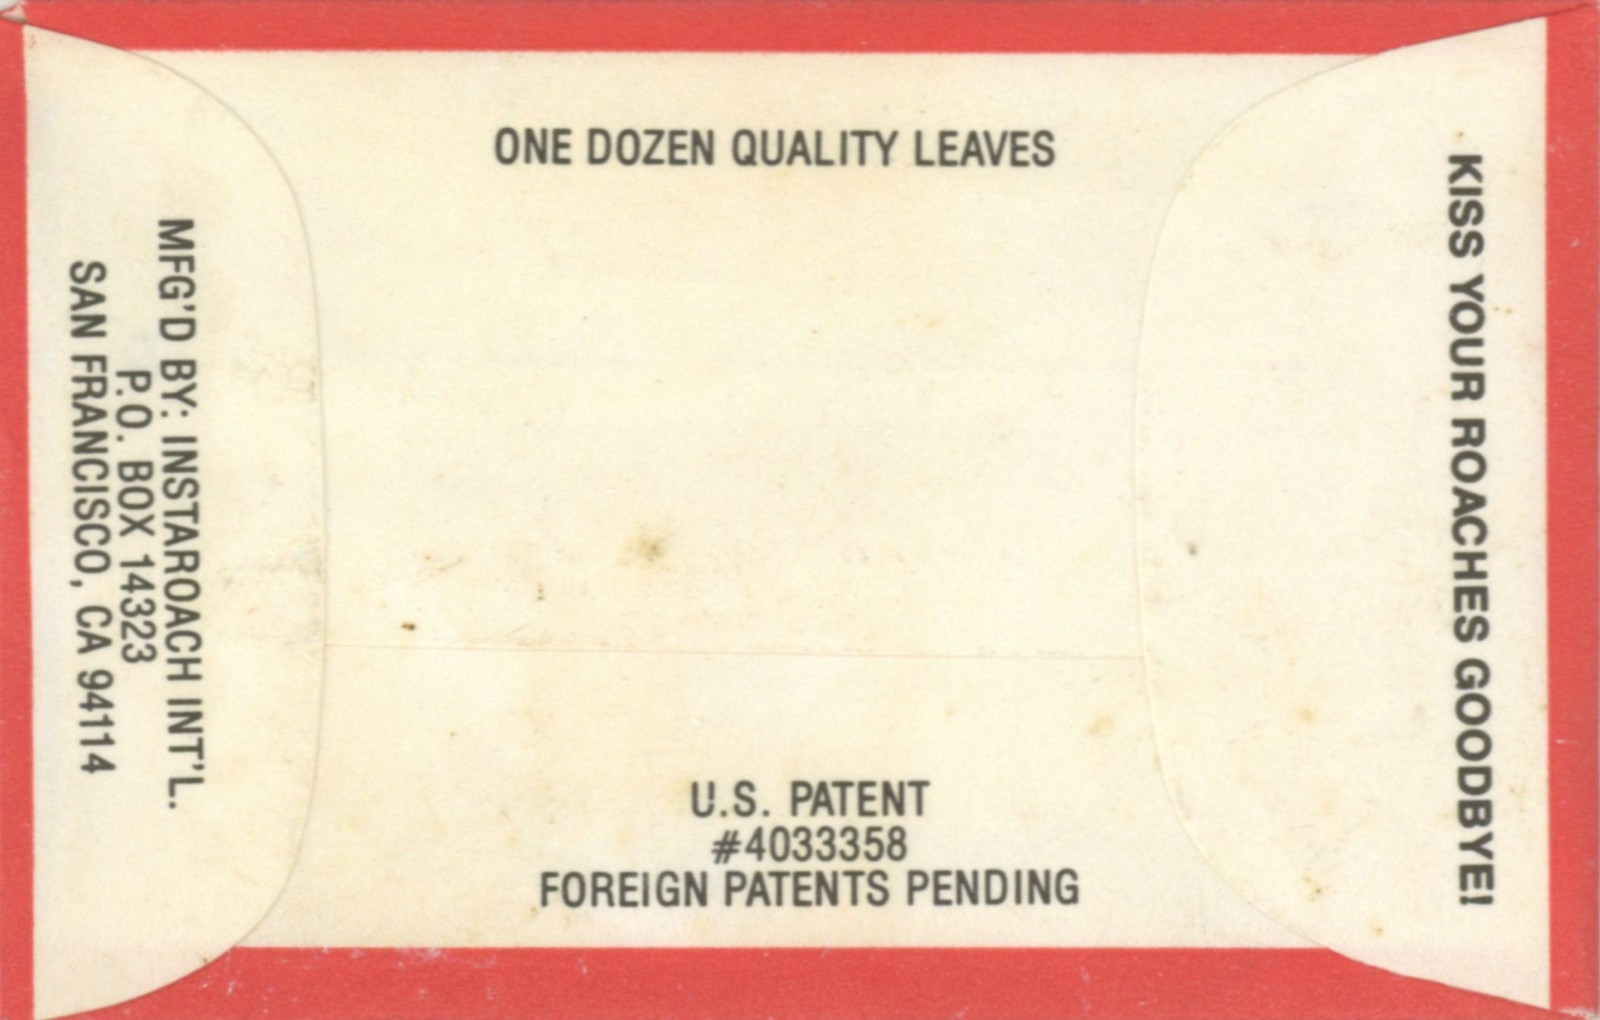 ONE DOZEN QUALITY LEAVES
MFG'D BY: INSTAROACH INT'L.
P.O. BOX 14323
SAN FRANCISCO, CA 94114
KISS YOUR ROACHES GOODBYE!
U.S. PATENT
#4033358
FOREIGN PATENTS PENDING